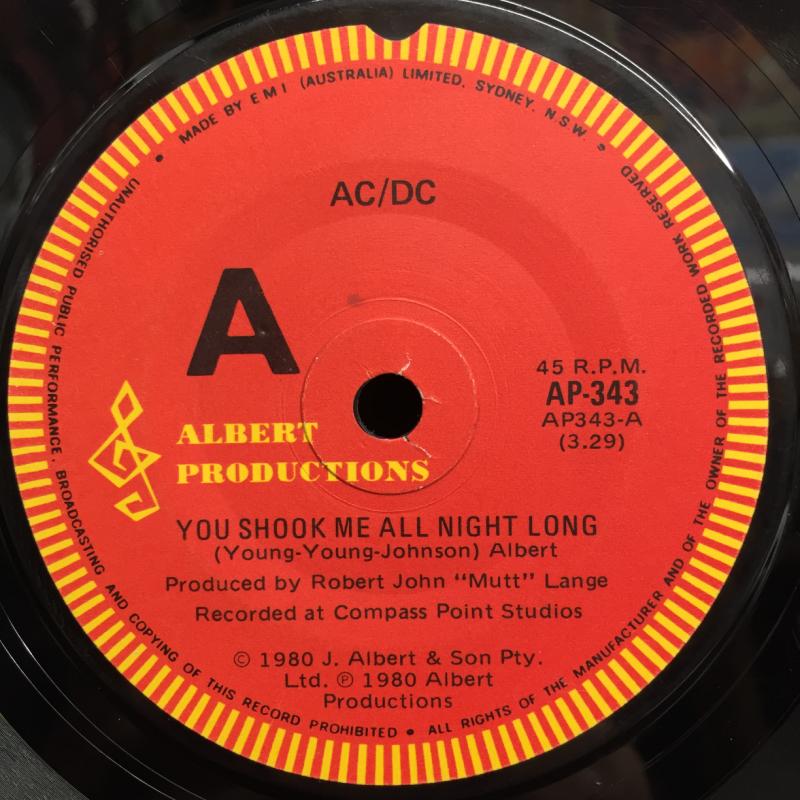 MADE BY EMI (AUSTRALIA) LIMITED. SYDNEY. N.S.W.
AC/DC
A
45 R.P.M.
AP-343
AP343-A
(3.29)
ALBERT
PRODUCTIONS
YOU SHOOK ME ALL NIGHT LONG
(Young-Young-Johnson) Albert
Produced by Robert John “Mutt” Lange
Recorded at Compass Point Studios
© 1980 J. Albert & Son Pty.
Ltd. ℗ 1980 Albert
Productions
UNAUTHORISED PUBLIC PERFORMANCE, BROADCASTING AND COPYING OF THIS RECORD PROHIBITED • ALL RIGHTS OF THE MANUFACTURER AND OF THE OWNER OF THE RECORDED WORK RESERVED